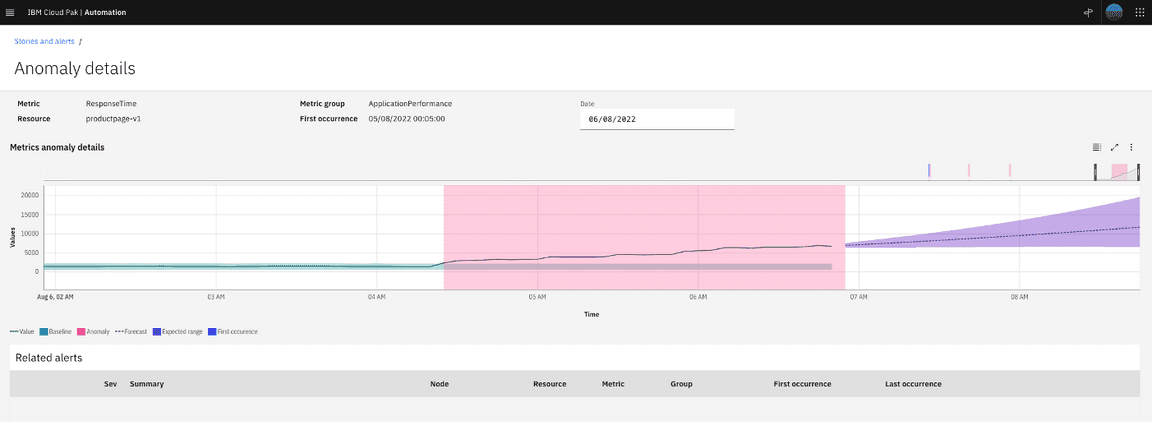 IBM Cloud Pak | Automation
Stories and alerts /
Anomaly details
Metric ResponseTime Metric group ApplicationPerformance Date
Resource productpage-v1 First occurrence 05/08/2022 00:05:00 06/08/2022
Metrics anomaly details
20000
15000
10000
5000
0
Values
Aug 6, 02 AM 03 AM 04 AM 05 AM 06 AM 07 AM 08 AM
Time
Value Baseline Anomaly Forecast Expected range First occurence
Related alerts
Sev Summary Node Resource Metric Group First occurrence Last occurrence